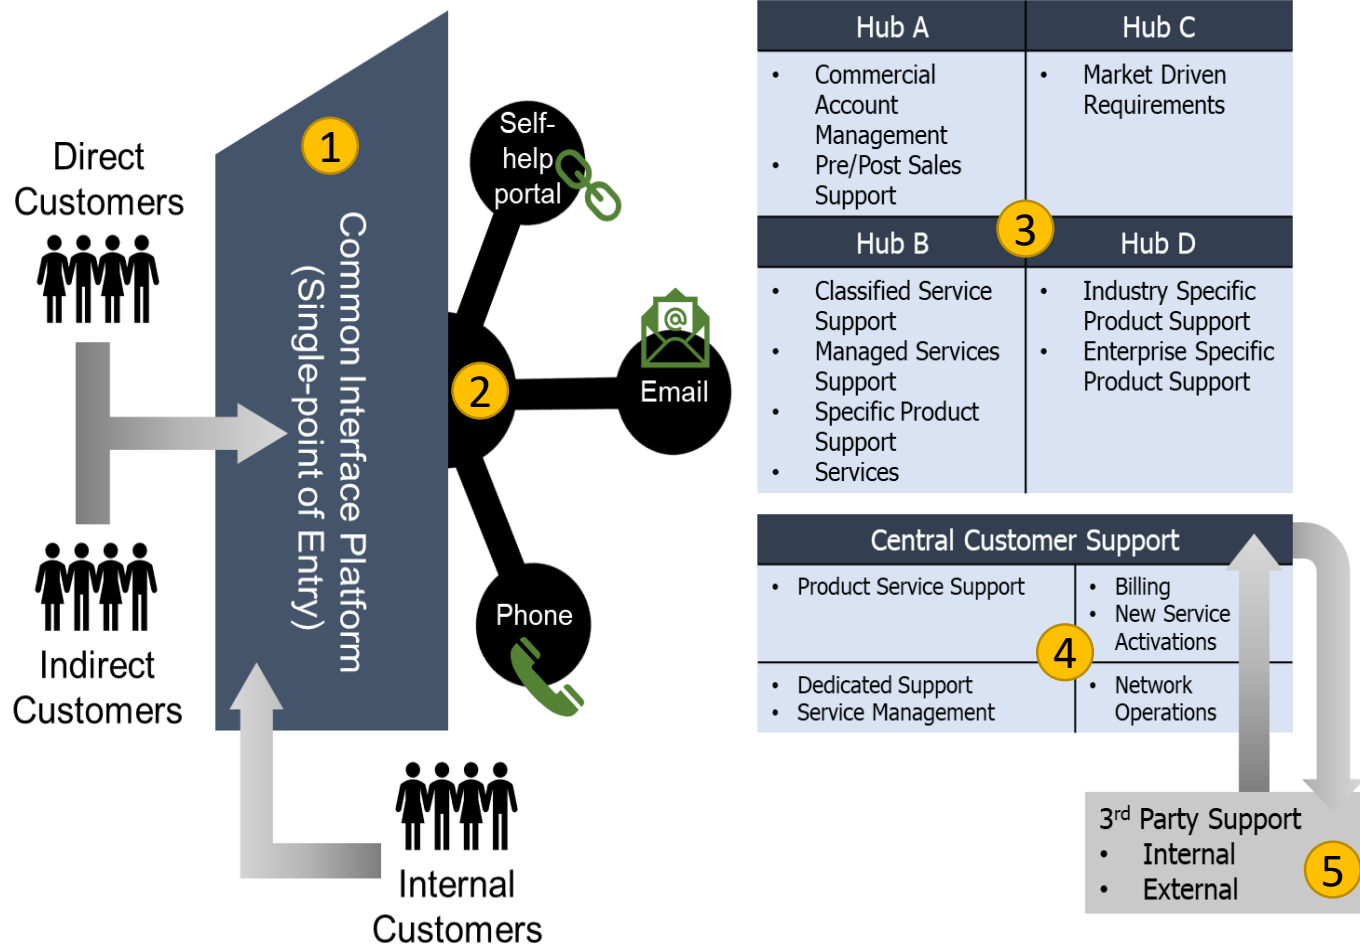 Direct
Customers
Indirect
Customers
1
Common Interface Platform
(Single-point of Entry)
Internal
Customers
2
Self-
help
portal
@
Email
Phone
Hub A
• Commercial
Account
Management
• Pre/Post Sales
Support
Hub C
• Market Driven
Requirements
3
Hub B
• Classified Service
Support
• Managed Services
Support
• Specific Product
Support
• Services
Hub D
• Industry Specific
Product Support
• Enterprise Specific
Product Support
Central Customer Support
• Product Service Support
• Billing
• New Service
Activations
4
• Dedicated Support
• Service Management
• Network
Operations
3rd Party Support
• Internal
• External
5